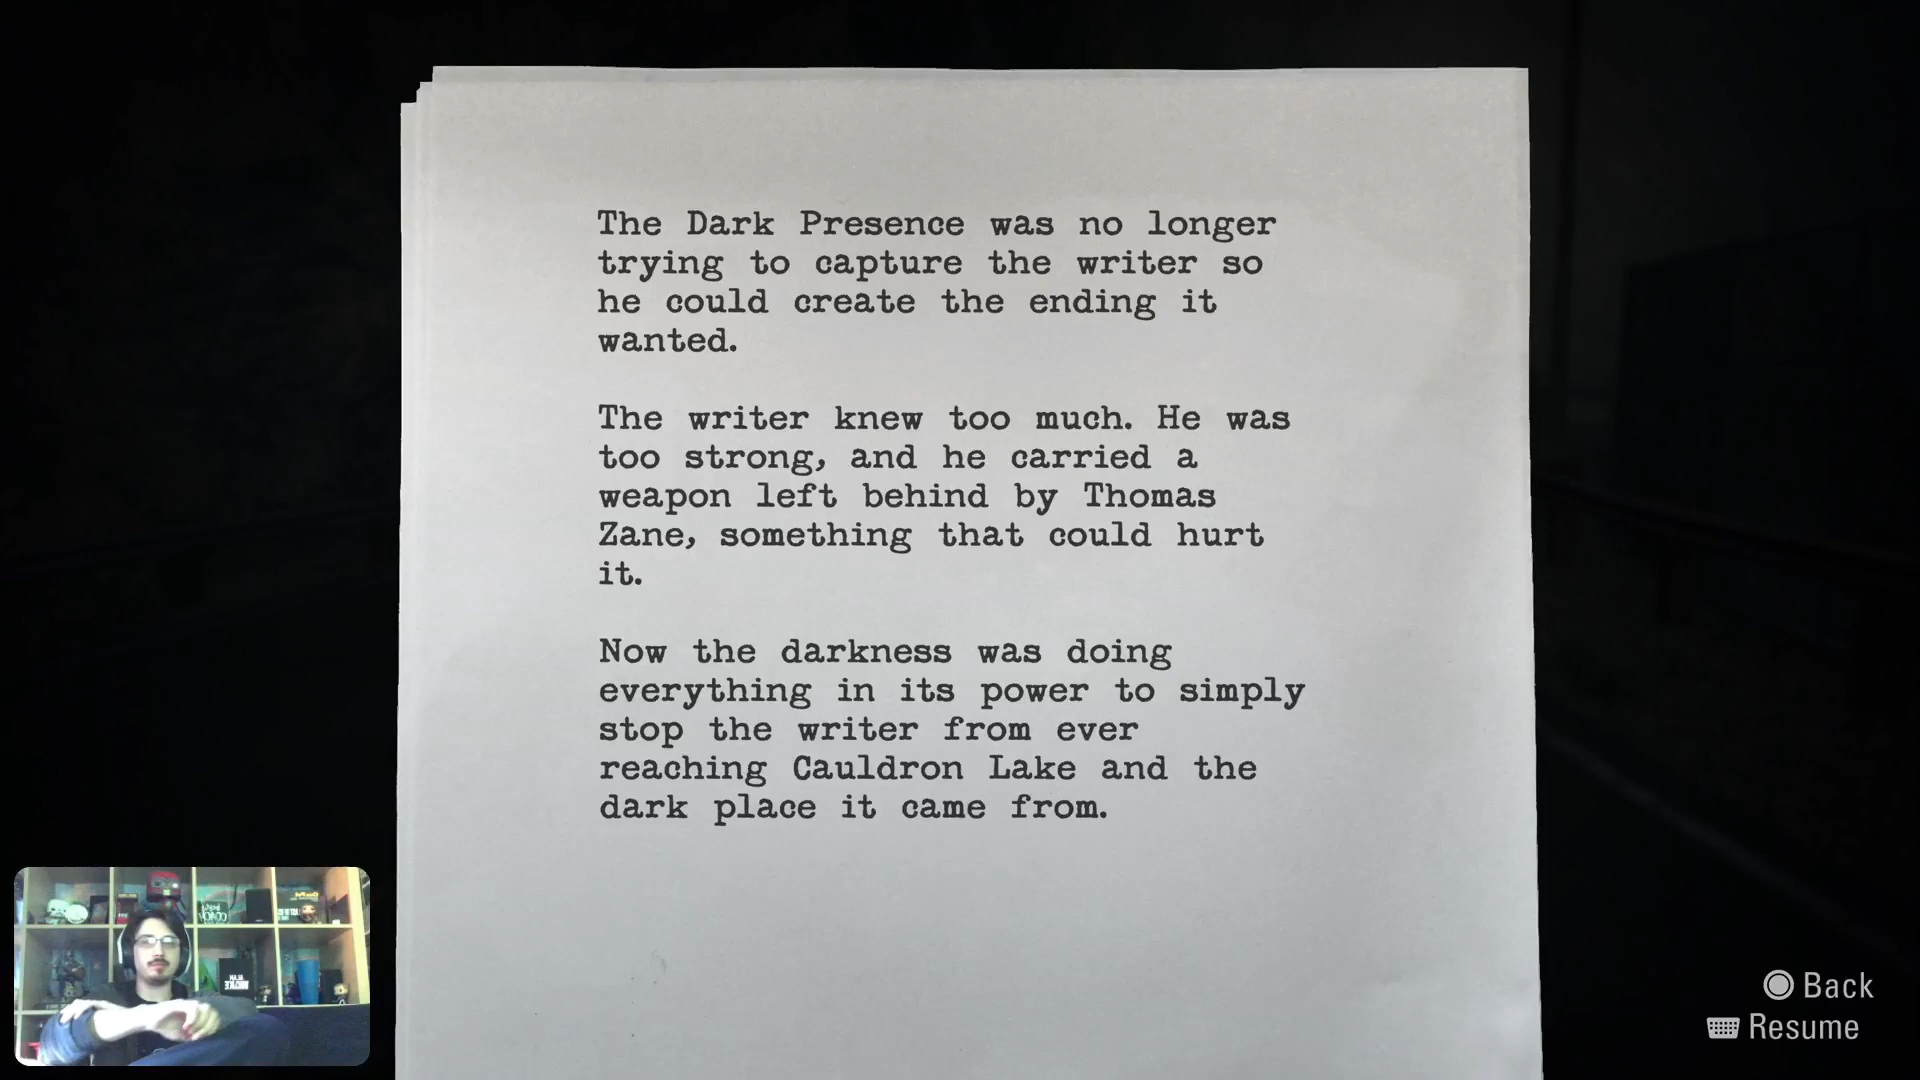 The Dark Presence was no longer
trying to capture the writer so
he could create the ending it
wanted.
The writer knew too much. He was
too strong, and he carried a
weapon left behind by Thomas
Zane, something that could hurt
it.
Now the darkness was doing
everything in its power to simply
stop the writer from ever
reaching Cauldron Lake and the
dark place it came from.
Back
Resume